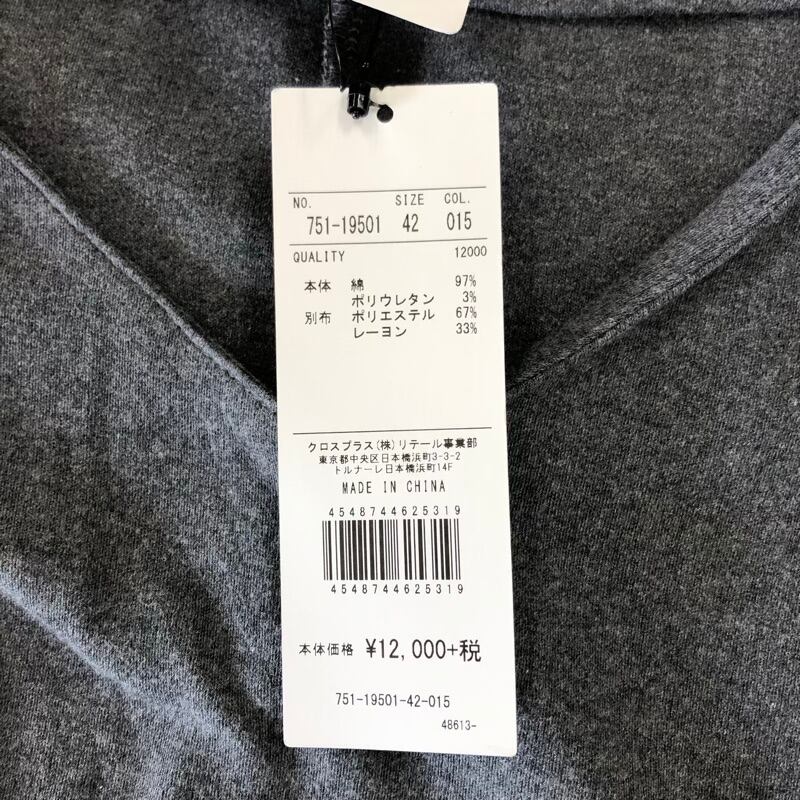 NO. SIZE COL.
751-19501 42 015
QUALITY 12000
本体 綿 97%
ポリウレタン 3%
別布 ポリエステル 67%
レーヨン 33%
クロスプラス(株)リテール事業部
東京都中央区日本橋浜町3-3-2
トルナーレ日本橋浜町14F
MADE IN CHINA
4548744625319
4548744625319
本体価格 ¥12,000+税
751-19501-42-015
48613-